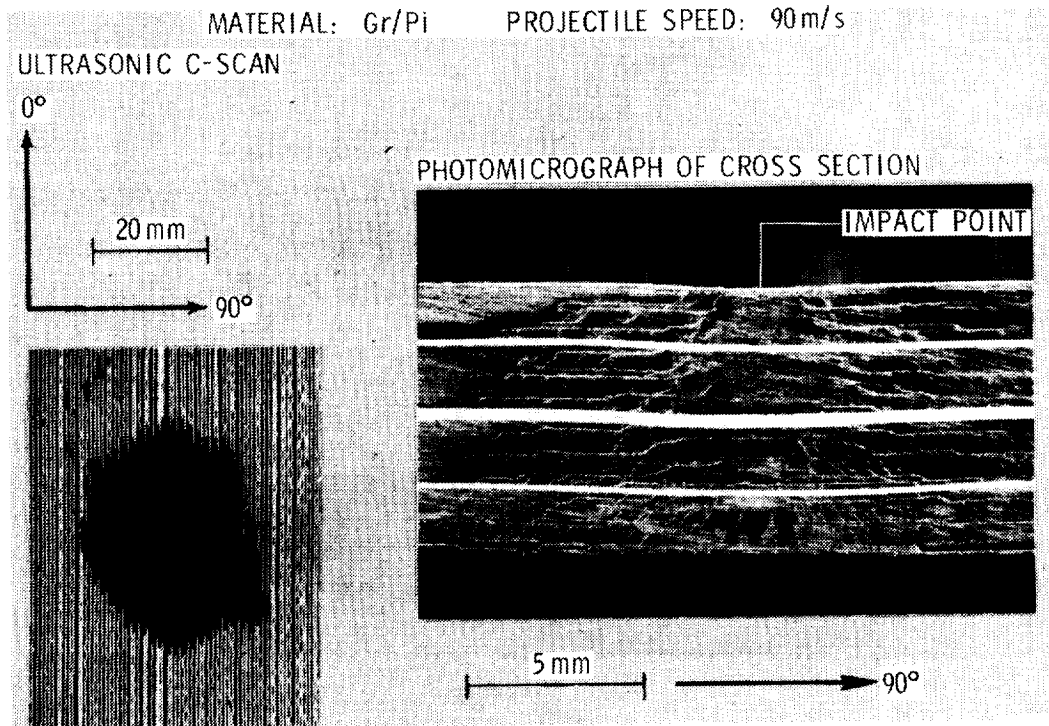 MATERIAL: Gr/Pi PROJECTILE SPEED: 90 m/s
ULTRASONIC C-SCAN
0°
20 mm
90°
PHOTOMICROGRAPH OF CROSS SECTION
IMPACT POINT
5 mm
90°